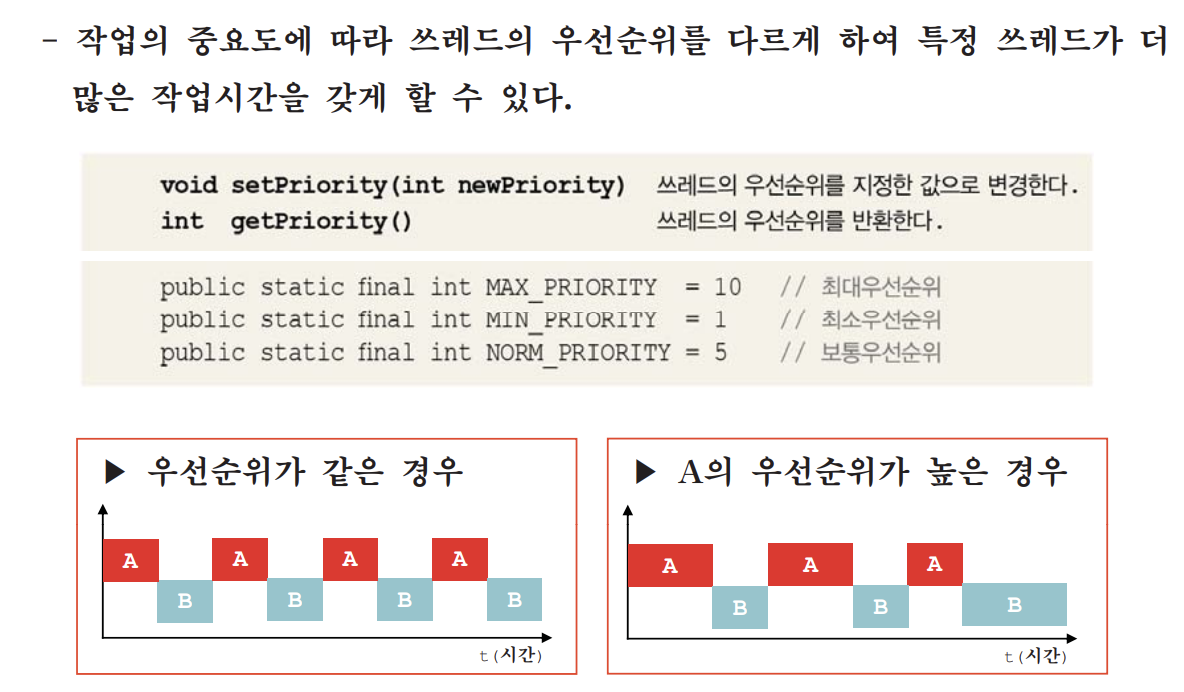 - 작업의 중요도에 따라 쓰레드의 우선순위를 다르게 하여 특정 쓰레드가 더
많은 작업시간을 갖게 할 수 있다.
void setPriority(int newPriority) 쓰레드의 우선순위를 지정한 값으로 변경한다.
int getPriority() 쓰레드의 우선순위를 반환한다.
public static final int MAX_PRIORITY = 10 // 최대우선순위
public static final int MIN_PRIORITY = 1 // 최소우선순위
public static final int NORM_PRIORITY = 5 // 보통우선순위
▶ 우선순위가 같은 경우
A A A A
B B B B
t(시간)
▶ A의 우선순위가 높은 경우
A A A
B B B
t(시간)